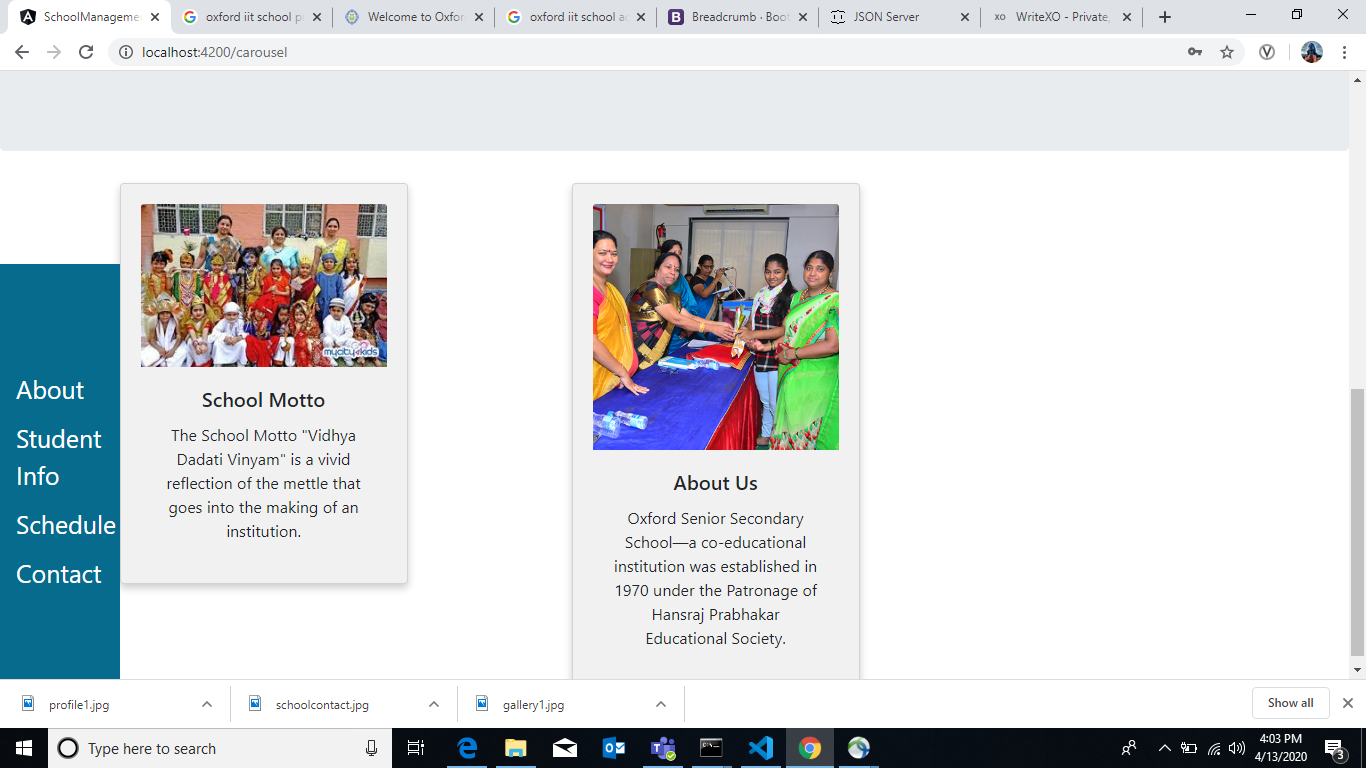 SchoolManageme
oxford iit school p
Welcome to Oxfor
oxford iit school a
Breadcrumb · Boot
JSON Server
WriteXO - Private,
localhost:4200/carousel
mycity4kids
About
Student
Info
Schedule
Contact
School Motto
The School Motto "Vidhya
Dadati Vinyam" is a vivid
reflection of the mettle that
goes into the making of an
institution.
About Us
Oxford Senior Secondary
School—a co-educational
institution was established in
1970 under the Patronage of
Hansraj Prabhakar
Educational Society.
profile1.jpg
schoolcontact.jpg
gallery1.jpg
Show all
Type here to search
4:03 PM
4/13/2020
3